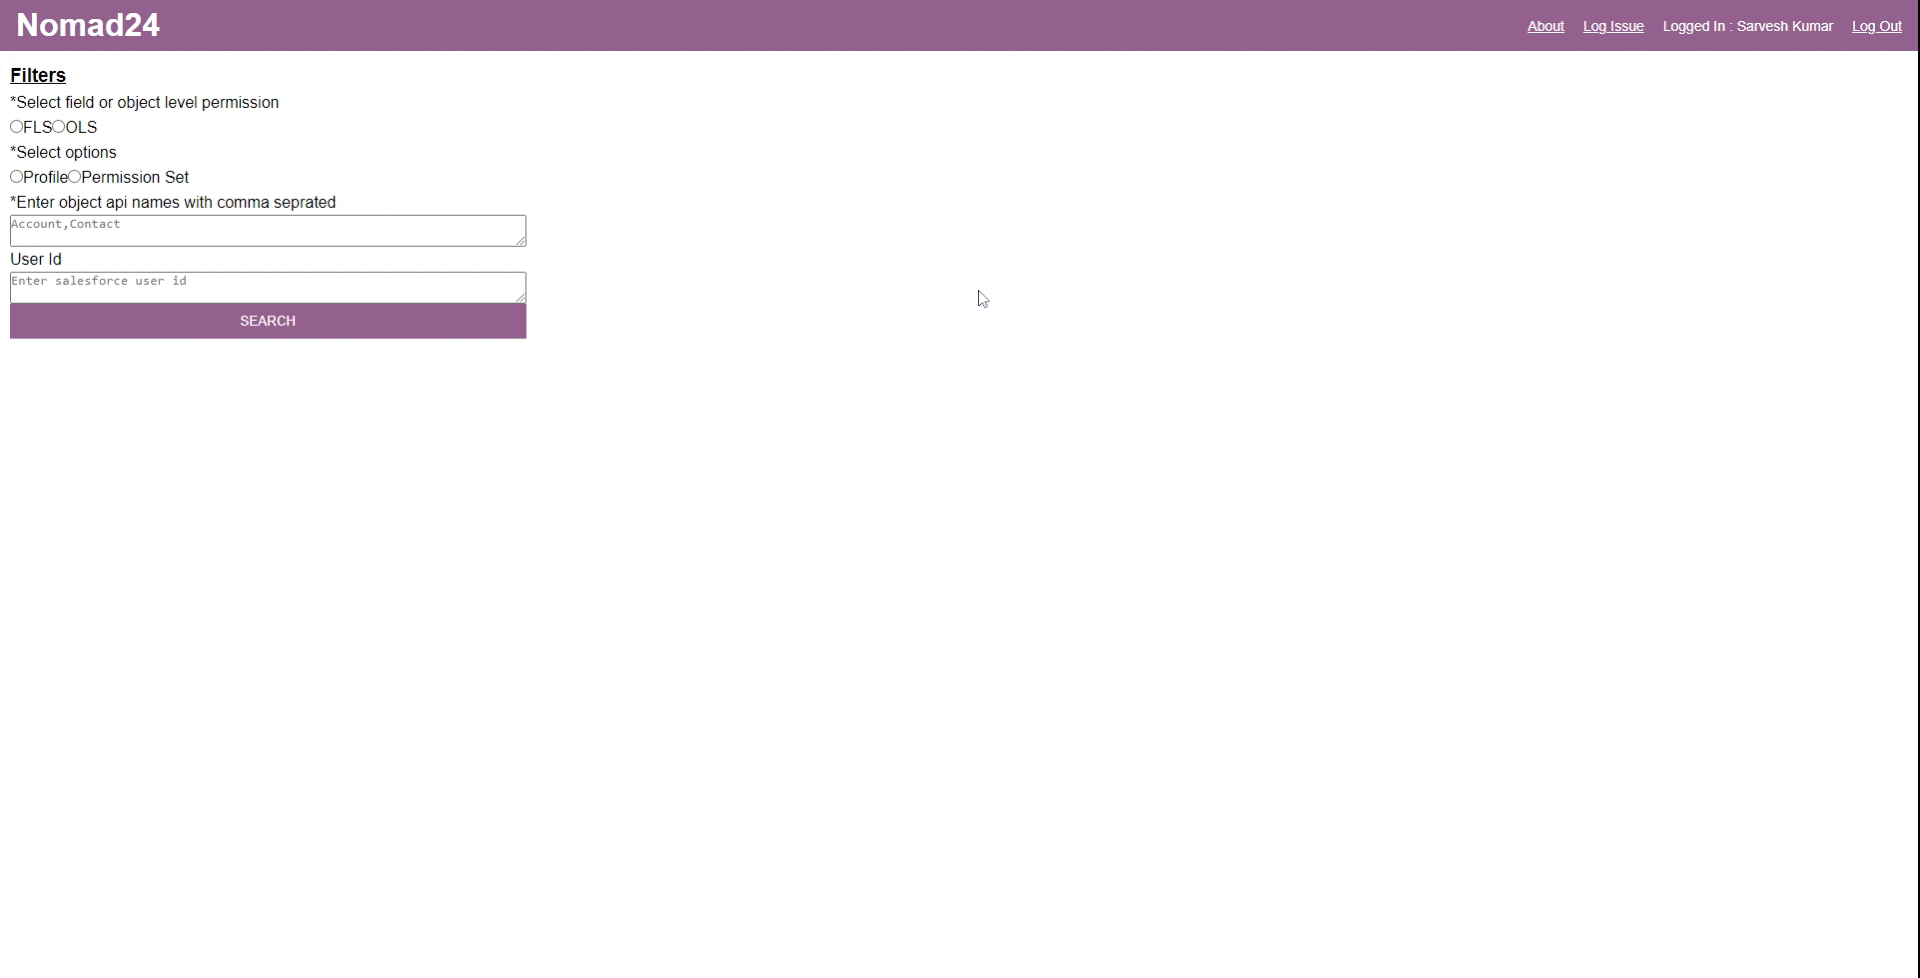 Nomad24
About Log Issue Logged In : Sarvesh Kumar Log Out
Filters
*Select field or object level permission
FLS OLS
*Select options
Profile Permission Set
*Enter object api names with comma seprated
Account,Contact
User Id
Enter salesforce user id
SEARCH